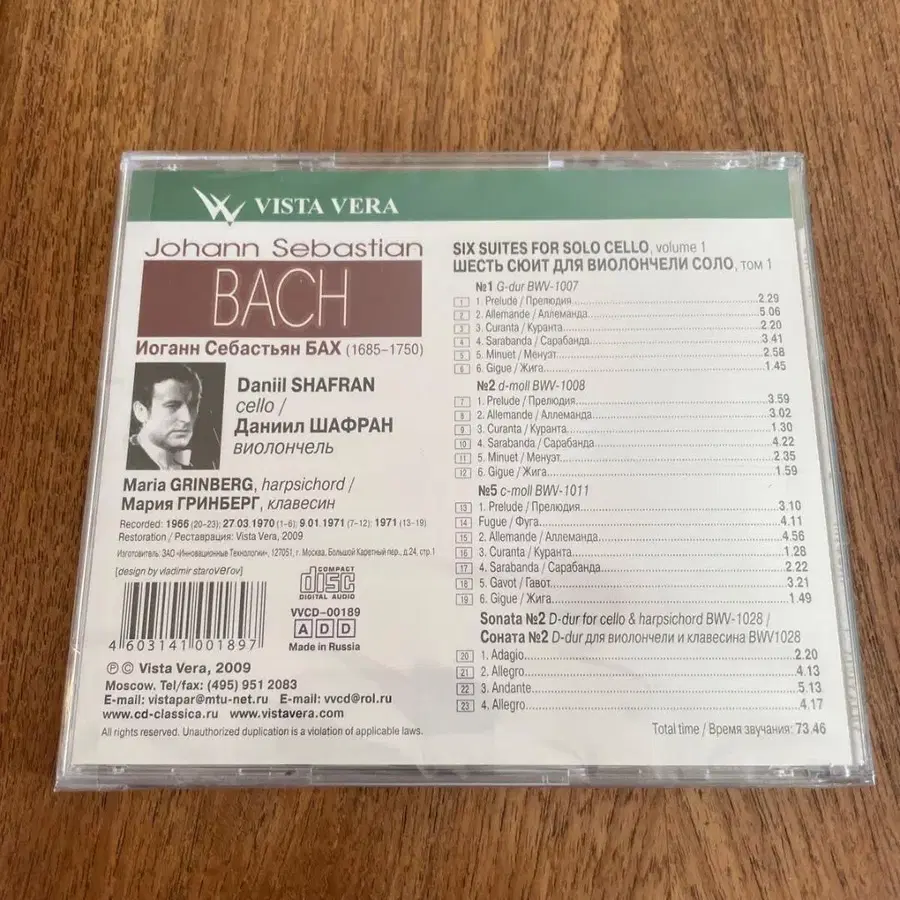 VISTA VERA
Johann Sebastian
BACH
Иоганн Себастьян БАХ (1685–1750)
Daniil SHAFRAN
cello /
Даниил ШАФРАН
виолончель
Maria GRINBERG, harpsichord /
Мария ГРИНБЕРГ, клавесин
Recorded: 1966 (20–23); 27.03.1970 (1–6); 9.01.1971 (7–12); 1971 (13–19)
Restoration / Реставрация: Vista Vera, 2009
Изготовитель: ЗАО «Инновационные Технологии», 127051, г. Москва, Большой Каретный пер., д.24, стр.1
[design by vladimir staroverov]
4 603141 001897
COMPACT
disc
DIGITAL AUDIO
VVCD–00189
ADD
Made in Russia
℗ © Vista Vera, 2009
Moscow. Tel/fax: (495) 951 2083
E-mail: vistapar@mtu-net.ru E-mail: vvcd@rol.ru
www.cd-classica.ru www.vistavera.com
All rights reserved. Unauthorized duplication is a violation of applicable laws.
SIX SUITES FOR SOLO CELLO, volume 1
ШЕСТЬ СЮИТ ДЛЯ ВИОЛОНЧЕЛИ СОЛО, том 1
№1 G-dur BWV-1007
1 1. Prelude / Прелюдия 2.29
2 2. Allemande / Аллеманда 5.06
3 3. Curanta / Куранта 2.20
4 4. Sarabanda / Сарабанда 3.41
5 5. Minuet / Менуэт 2.58
6 6. Gigue / Жига 1.45
№2 d-moll BWV-1008
7 1. Prelude / Прелюдия 3.59
8 2. Allemande / Аллеманда 3.02
9 3. Curanta / Куранта 1.30
10 4. Sarabanda / Сарабанда 4.22
11 5. Minuet / Менуэт 2.35
12 6. Gigue / Жига 1.59
№5 c-moll BWV-1011
13 1. Prelude / Прелюдия 3.10
14 Fugue / Фуга 4.11
15 2. Allemande / Аллеманда 4.56
16 3. Curanta / Куранта 1.28
17 4. Sarabanda / Сарабанда 2.22
18 5. Gavot / Гавот 3.21
19 6. Gigue / Жига 1.49
Sonata №2 D-dur for cello & harpsichord BWV-1028 /
Соната №2 D-dur для виолончели и клавесина BWV1028
20 1. Adagio 2.20
21 2. Allegro 4.13
22 3. Andante 5.13
23 4. Allegro 4.17
Total time / Время звучания: 73.46